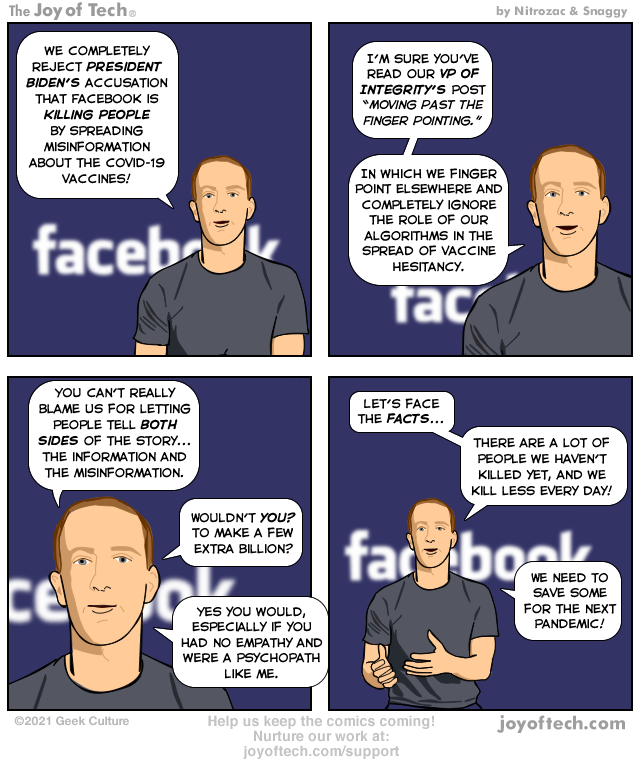 The Joy of Tech®
by Nitrozac & Snaggy
WE COMPLETELY
REJECT PRESIDENT
BIDEN'S ACCUSATION
THAT FACEBOOK IS
KILLING PEOPLE
BY SPREADING
MISINFORMATION
ABOUT THE COVID-19
VACCINES!
facebook
I'M SURE YOU'VE
READ OUR VP OF
INTEGRITY'S POST
"MOVING PAST THE
FINGER POINTING."
IN WHICH WE FINGER
POINT ELSEWHERE AND
COMPLETELY IGNORE
THE ROLE OF OUR
ALGORITHMS IN THE
SPREAD OF VACCINE
HESITANCY.
fac
YOU CAN'T REALLY
BLAME US FOR LETTING
PEOPLE TELL BOTH
SIDES OF THE STORY...
THE INFORMATION AND
THE MISINFORMATION.
WOULDN'T YOU?
TO MAKE A FEW
EXTRA BILLION?
ce ok
YES YOU WOULD,
ESPECIALLY IF YOU
HAD NO EMPATHY AND
WERE A PSYCHOPATH
LIKE ME.
LET'S FACE
THE FACTS...
THERE ARE A LOT OF
PEOPLE WE HAVEN'T
KILLED YET, AND WE
KILL LESS EVERY DAY!
facebook
WE NEED TO
SAVE SOME
FOR THE NEXT
PANDEMIC!
©2021 Geek Culture
Help us keep the comics coming!
Nurture our work at:
joyoftech.com/support
joyoftech.com